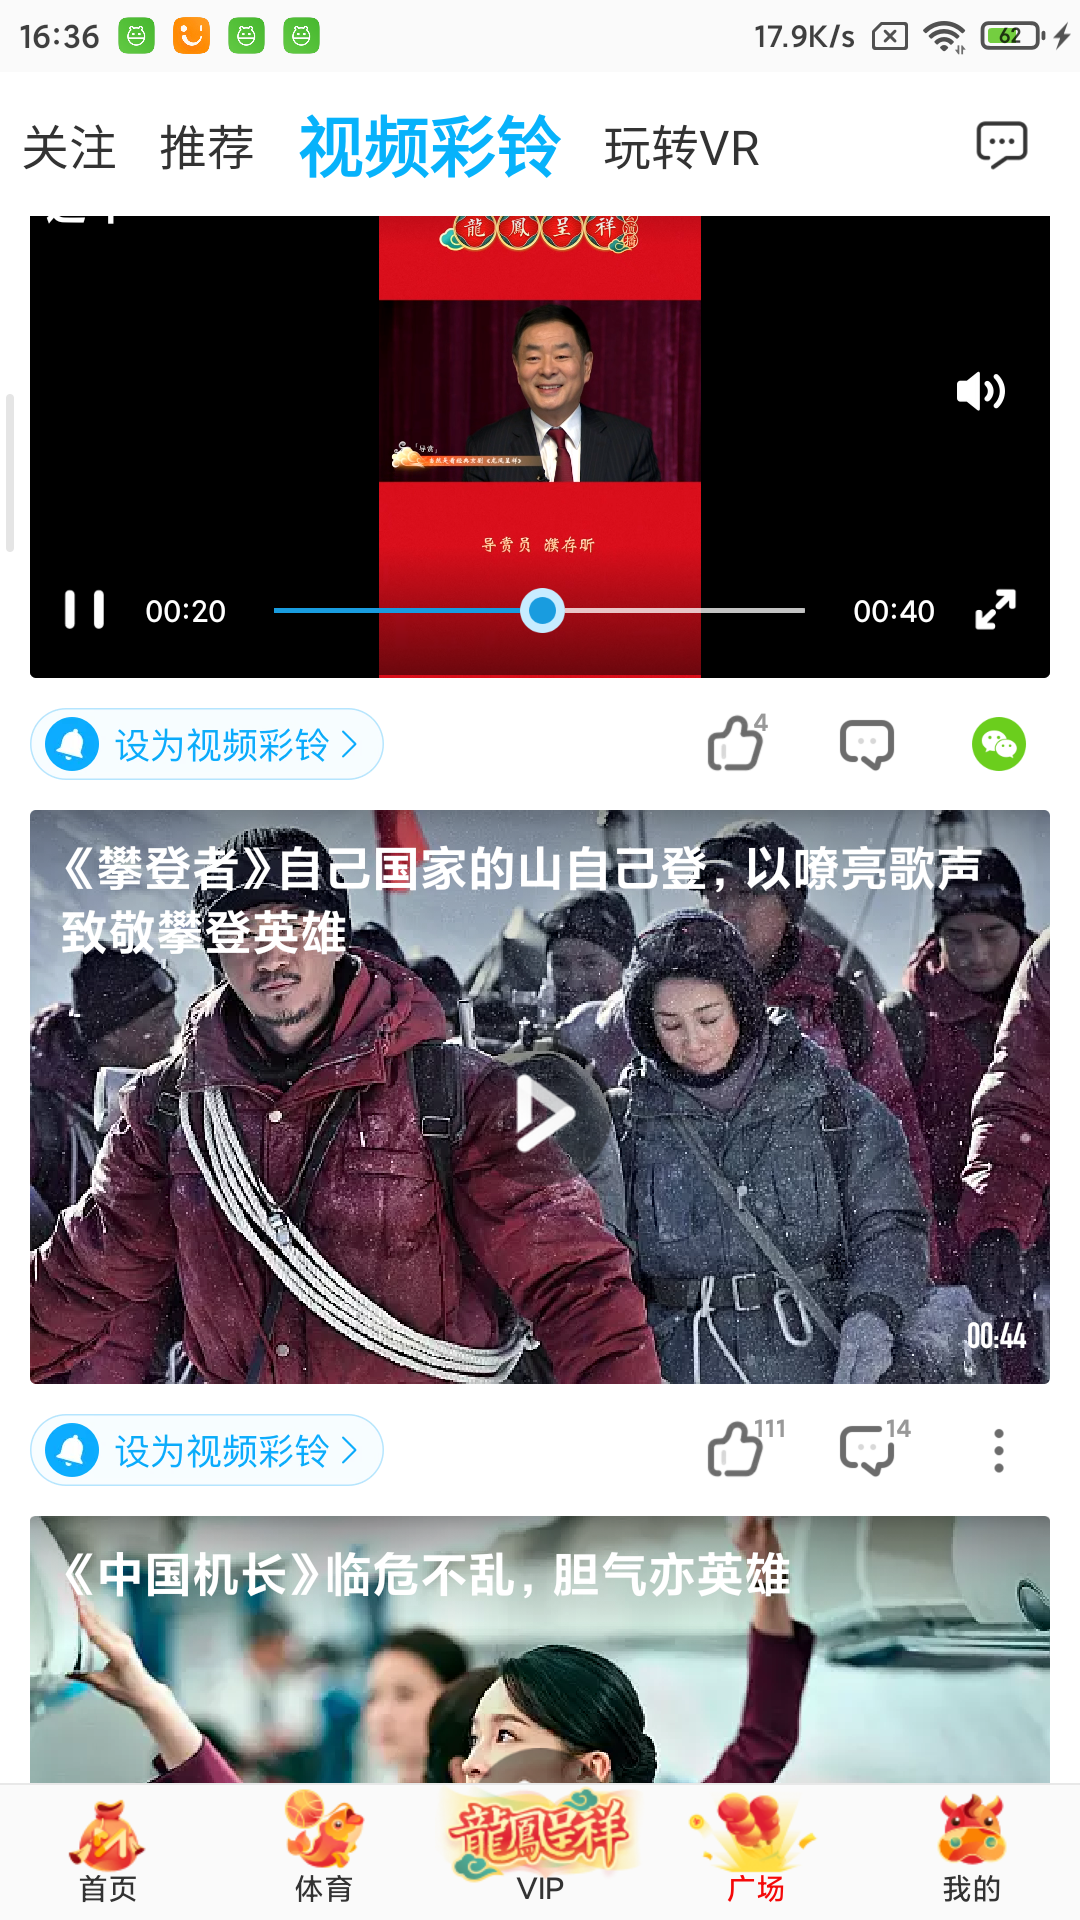 16:36
17.9K/s
62
关注 推荐 视频彩铃 玩转VR
龍鳳呈祥
「导赏」
导赏员 濮存昕
00:20
00:40
设为视频彩铃
4
《攀登者》自己国家的山自己登，以嘹亮歌声
致敬攀登英雄
00:44
设为视频彩铃
111
14
《中国机长》临危不乱，胆气亦英雄
龍鳳呈祥
首页 体育 VIP 广场 我的